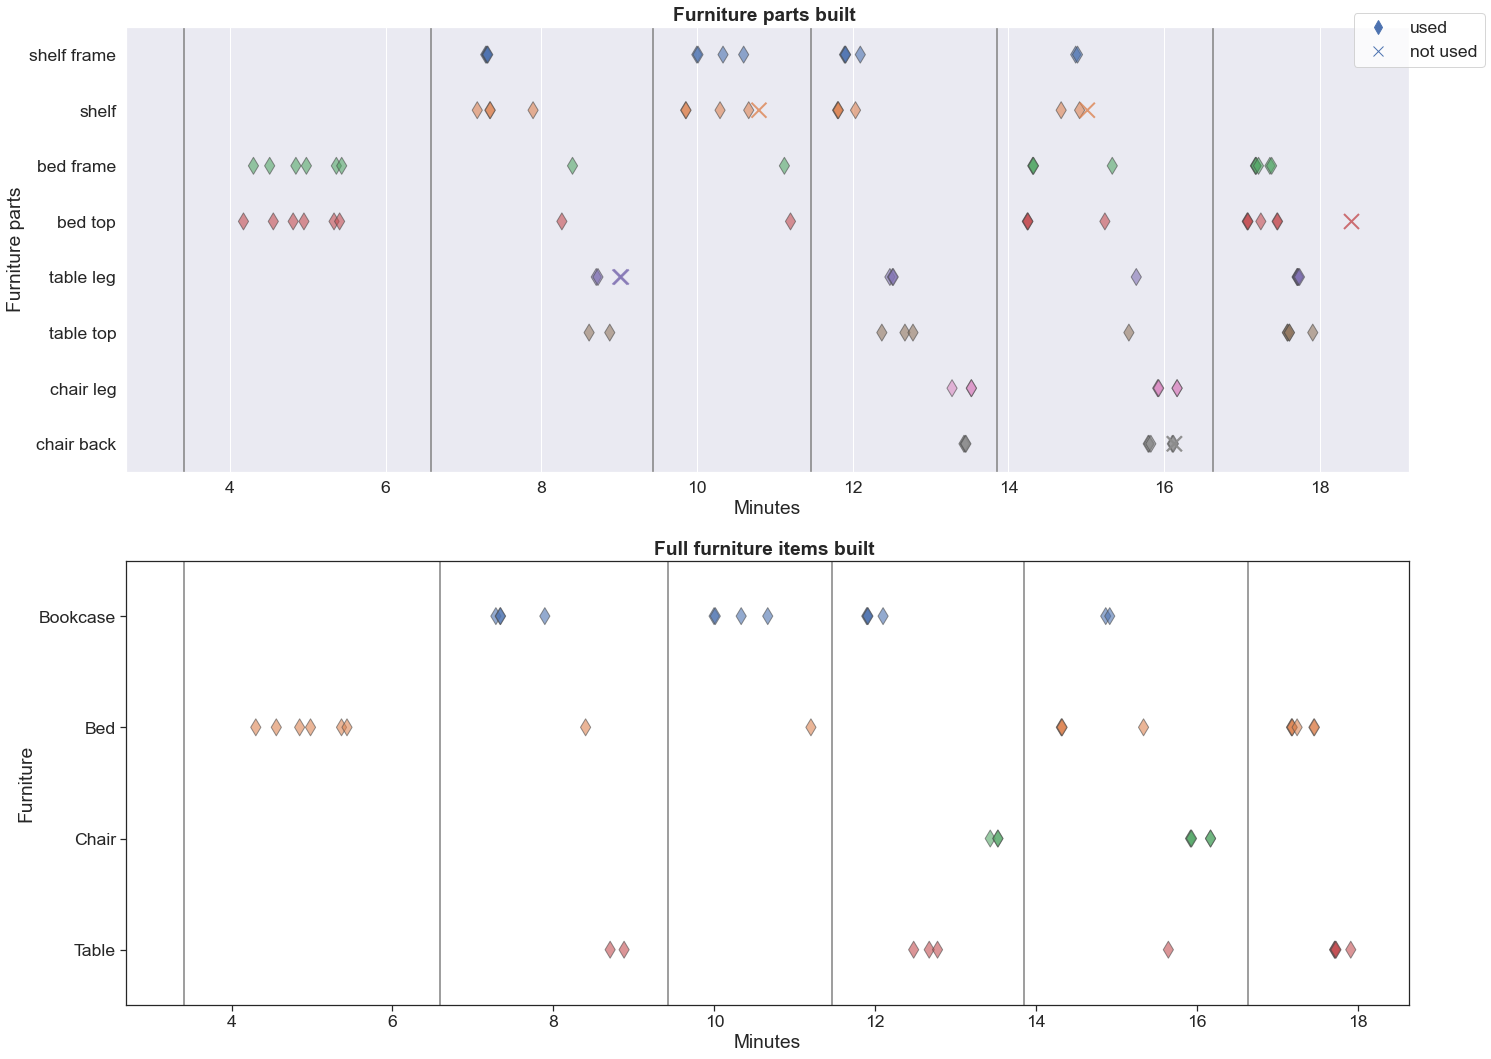 Furniture parts built
used
not used
shelf frame
shelf
bed frame
bed top
table leg
table top
chair leg
chair back
Furniture parts
4 6 8 10 12 14 16 18
Minutes
Full furniture items built
Bookcase
Bed
Chair
Table
Furniture
4 6 8 10 12 14 16 18
Minutes